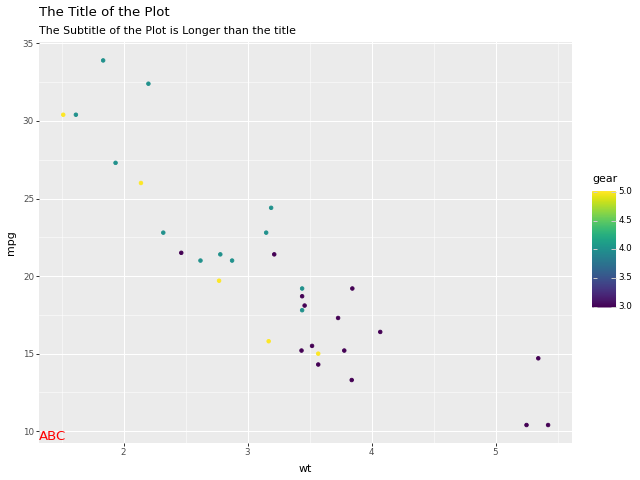 The Title of the Plot
The Subtitle of the Plot is Longer than the title
35
30
25
20
15
10
mpg
ABC
2 3 4 5
wt
gear
5.0
4.5
4.0
3.5
3.0